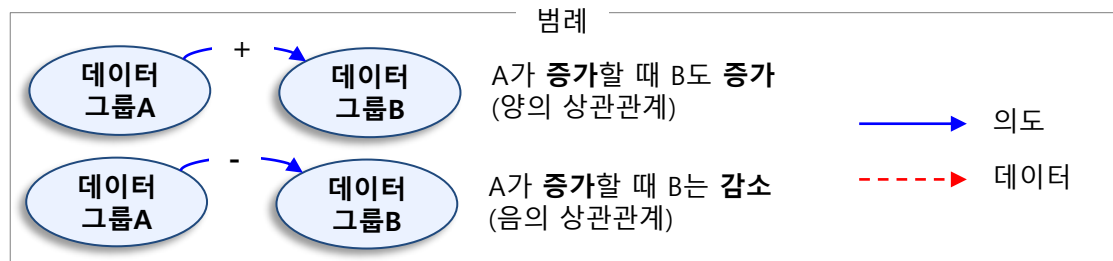 범례
데이터
그룹A
+
데이터
그룹B
A가 증가할 때 B도 증가
(양의 상관관계)
데이터
그룹A
-
데이터
그룹B
A가 증가할 때 B는 감소
(음의 상관관계)
의도
데이터